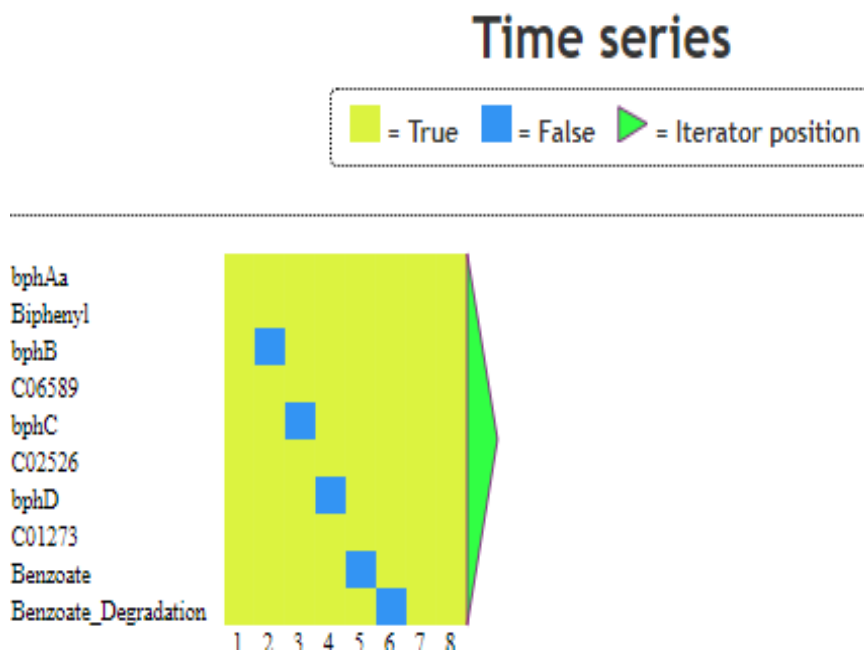 Time series
= True = False = Iterator position
bphAa
Biphenyl
bphB
C06589
bphC
C02526
bphD
C01273
Benzoate
Benzoate_Degradation
1 2 3 4 5 6 7 8